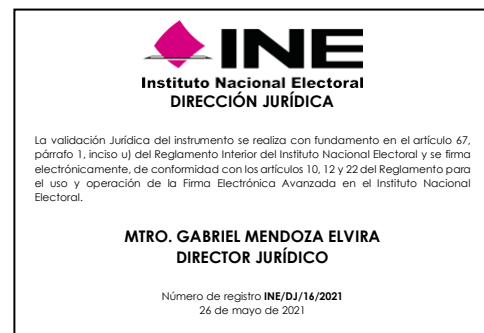 INE
Instituto Nacional Electoral
DIRECCIÓN JURÍDICA
La validación Jurídica del instrumento se realiza con fundamento en el artículo 67,
párrafo 1, inciso u) del Reglamento Interior del Instituto Nacional Electoral y se firma
electrónicamente, de conformidad con los artículos 10, 12 y 22 del Reglamento para
el uso y operación de la Firma Electrónica Avanzada en el Instituto Nacional
Electoral.
MTRO. GABRIEL MENDOZA ELVIRA
DIRECTOR JURÍDICO
Número de registro INE/DJ/16/2021
26 de mayo de 2021